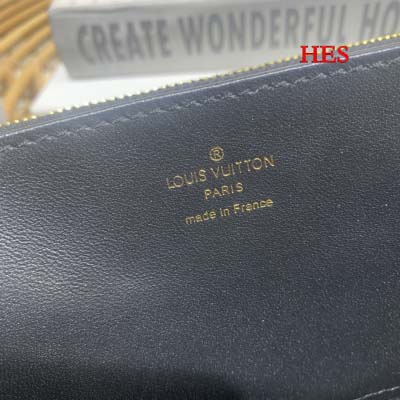 CREATE WONDERFUL HO
HES
®
LOUIS VUITTON
PARIS
made in France